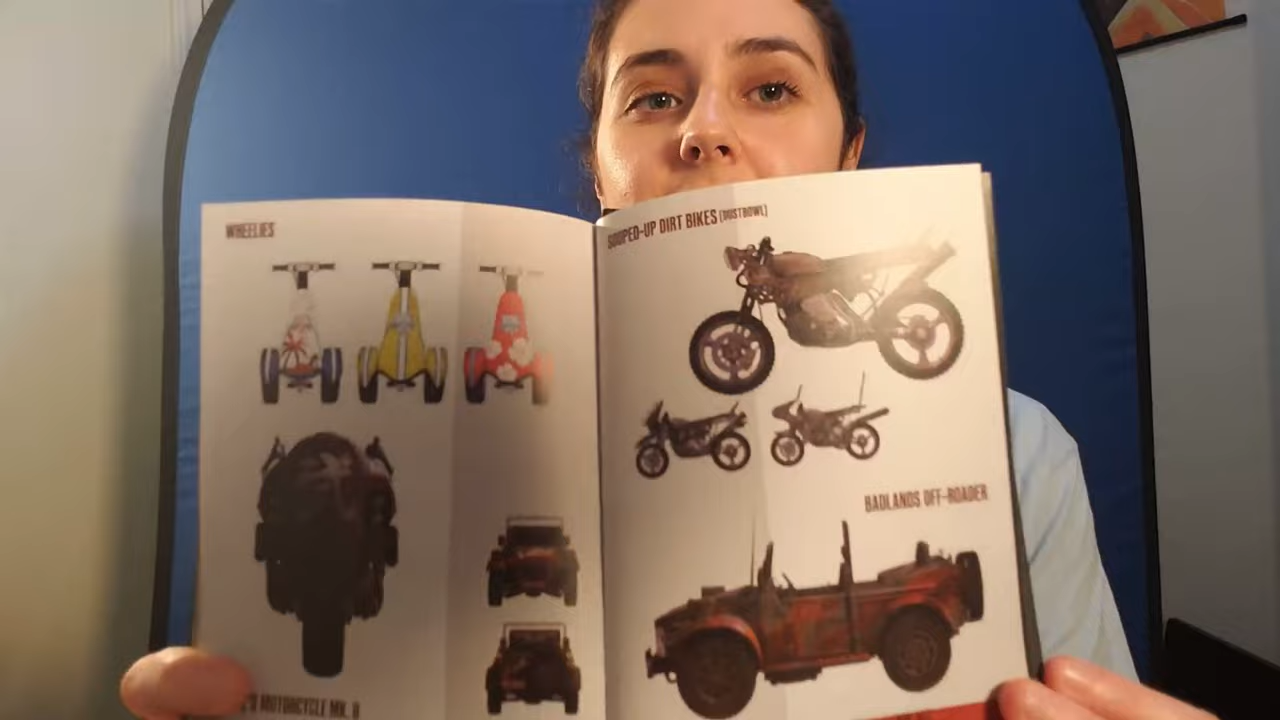 WHEELIES
SOUPED-UP DIRT BIKES (DUSTBOWL)
BADLANDS OFF-ROADER
MOTORCYCLE MK. II